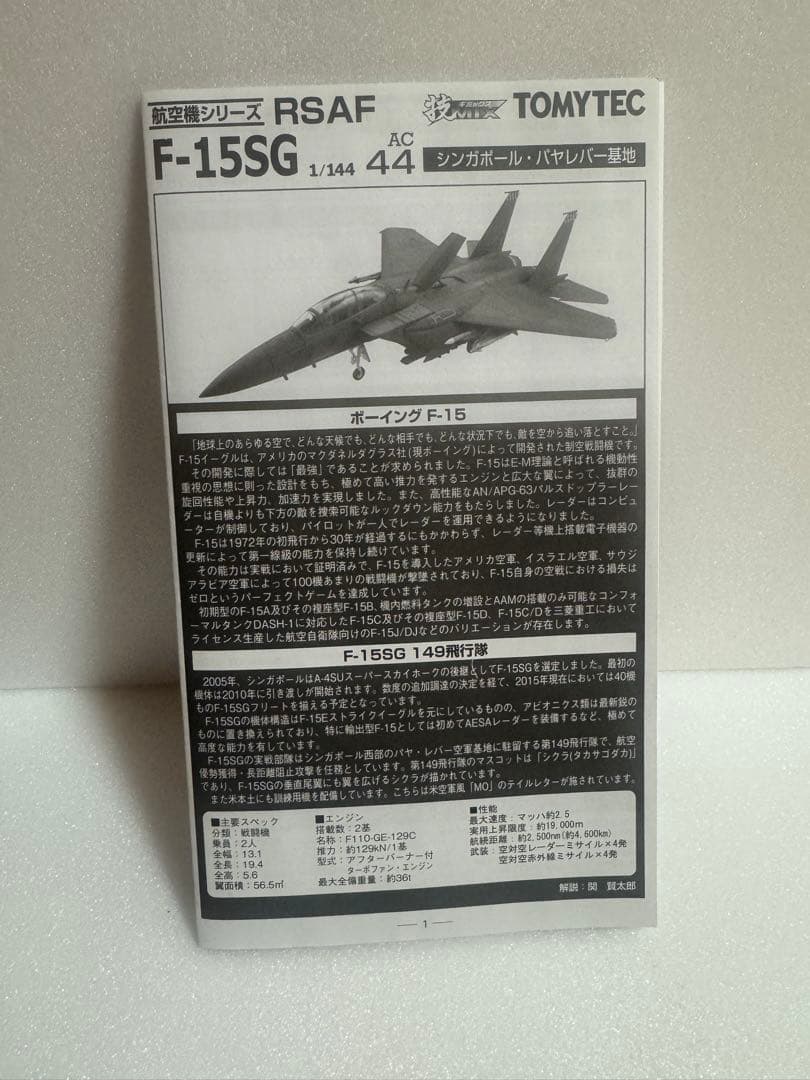 航空機シリーズ RSAF 技MIX ギミックス TOMYTEC
F-15SG 1/144 AC 44 シンガポール・パヤレバー基地
ボーイング F-15
「地球上のあらゆる空で、どんな天候でも、どんな相手でも、どんな状況下でも、敵を空から追い落とすこと。」
F-15イーグルは、アメリカのマクダネルダグラス社(現ボーイング)によって開発された制空戦闘機です。
その開発に際しては「最強」であることが求められました。F-15はE-M理論と呼ばれる機動性
重視の思想に則った設計をもち、極めて高い推力を発するエンジンと広大な翼によって、抜群の
旋回性能や上昇力、加速力を実現しました。また、高性能なAN/APG-63パルスドップラーレー
ダーは自機よりも下方の敵を捜索可能なルックダウン能力をもたらしました。レーダーはコンピュ
ーターが制御しており、パイロットが一人でレーダーを運用できるようになりました。
F-15は1972年の初飛行から30年が経過するにもかかわらず、レーダー等機上搭載電子機器の
更新によって第一線級の能力を保持し続けています。
その能力は実戦において証明済みで、F-15を導入したアメリカ空軍、イスラエル空軍、サウジ
アラビア空軍によって100機あまりの戦闘機が撃墜されており、F-15自身の空戦における損失は
ゼロというパーフェクトゲームを達成しています。
初期型のF-15A及びその複座型F-15B、機内燃料タンクの増設とAAMの搭載のみ可能なコンフォ
ーマルタンクDASH-1に対応したF-15C及びその複座型F-15D、F-15C/Dを三菱重工において
ライセンス生産した航空自衛隊向けのF-15J/DJなどのバリエーションが存在します。
F-15SG 149飛行隊
2005年、シンガポールはA-4SUスーパースカイホークの後継としてF-15SGを選定しました。最初の
機体は2010年に引き渡しが開始されます。数度の追加調達の決定を経て、2015年現在においては40機
ものF-15SGフリートを揃える予定となっています。
F-15SGの機体構造はF-15Eストライクイーグルを元にしているものの、アビオニクス類は最新鋭の
ものに置き換えられており、特に輸出型F-15としては初めてAESAレーダーを装備するなど、極めて
高度な能力を有しています。
F-15SGの実戦部隊はシンガポール西部のパヤ・レバー空軍基地に駐留する第149飛行隊で、航空
優勢獲得・長距離阻止攻撃を任務としています。第149飛行隊のマスコットは「シクラ(タカサゴダカ)」
であり、F-15SGの垂直尾翼にも翼を広げるシクラが描かれています。
また米本土にも訓練用機を配備しています。こちらは米空軍風「MO」のテイルレターが施されています。
■主要スペック
分類：戦闘機
乗員：2人
全幅：13.1
全長：19.4
全高：5.6
翼面積：56.5㎡
■エンジン
搭載数：2基
名称：F110-GE-129C
推力：約129kN/1基
型式：アフターバーナー付
ターボファン・エンジン
最大全備重量：約36t
■性能
最大速度：マッハ約2.5
実用上昇限度：約19,000m
航続距離：約2,500nm(約4,600km)
武装：空対空レーダーミサイル×4発
空対空赤外線ミサイル×4発
解説：関 賢太郎
— 1 —